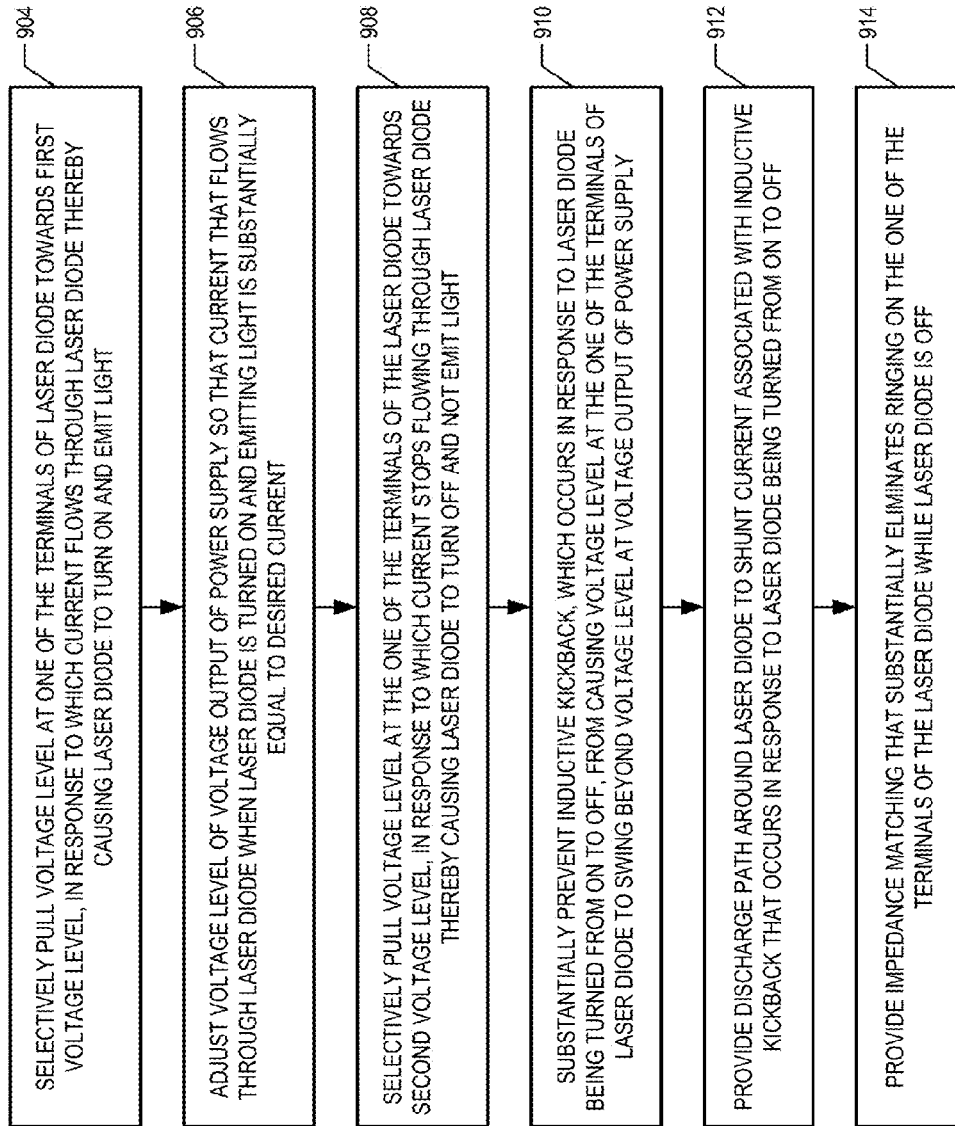 904
SELECTIVELY PULL VOLTAGE LEVEL AT ONE OF THE TERMINALS OF LASER DIODE TOWARDS FIRST
VOLTAGE LEVEL, IN RESPONSE TO WHICH CURRENT FLOWS THROUGH LASER DIODE THEREBY
CAUSING LASER DIODE TO TURN ON AND EMIT LIGHT
906
ADJUST VOLTAGE LEVEL OF VOLTAGE OUTPUT OF POWER SUPPLY SO THAT CURRENT THAT FLOWS
THROUGH LASER DIODE WHEN LASER DIODE IS TURNED ON AND EMITTING LIGHT IS SUBSTANTIALLY
EQUAL TO DESIRED CURRENT
908
SELECTIVELY PULL VOLTAGE LEVEL AT THE ONE OF THE TERMINALS OF THE LASER DIODE TOWARDS
SECOND VOLTAGE LEVEL, IN RESPONSE TO WHICH CURRENT STOPS FLOWING THROUGH LASER DIODE
THEREBY CAUSING LASER DIODE TO TURN OFF AND NOT EMIT LIGHT
910
SUBSTANTIALLY PREVENT INDUCTIVE KICKBACK, WHICH OCCURS IN RESPONSE TO LASER DIODE
BEING TURNED FROM ON TO OFF, FROM CAUSING VOLTAGE LEVEL AT THE ONE OF THE TERMINALS OF
LASER DIODE TO SWING BEYOND VOLTAGE LEVEL AT VOLTAGE OUTPUT OF POWER SUPPLY
912
PROVIDE DISCHARGE PATH AROUND LASER DIODE TO SHUNT CURRENT ASSOCIATED WITH INDUCTIVE
KICKBACK THAT OCCURS IN RESPONSE TO LASER DIODE BEING TURNED FROM ON TO OFF
914
PROVIDE IMPEDANCE MATCHING THAT SUBSTANTIALLY ELIMINATES RINGING ON THE ONE OF THE
TERMINALS OF THE LASER DIODE WHILE LASER DIODE IS OFF